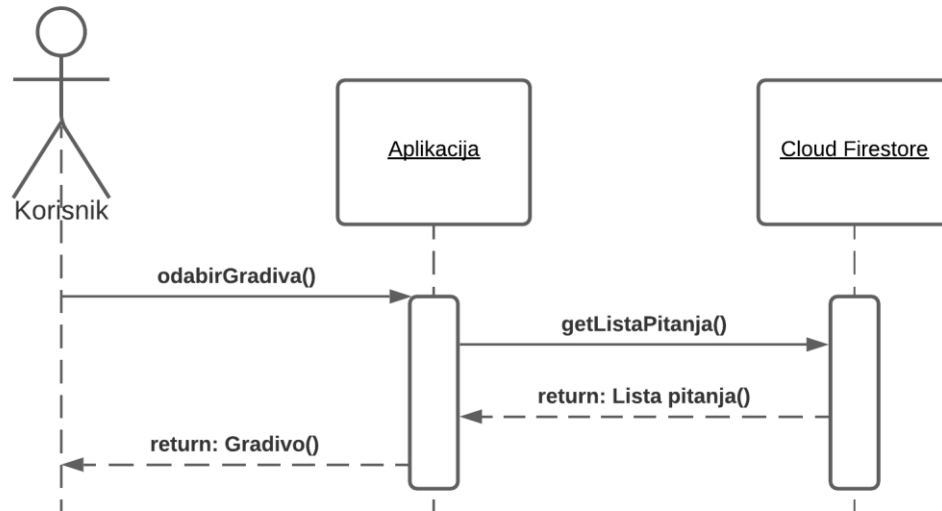 Aplikacija
Cloud Firestore
Korisnik
odabirGradiva()
getListaPitanja()
return: Lista pitanja()
return: Gradivo()